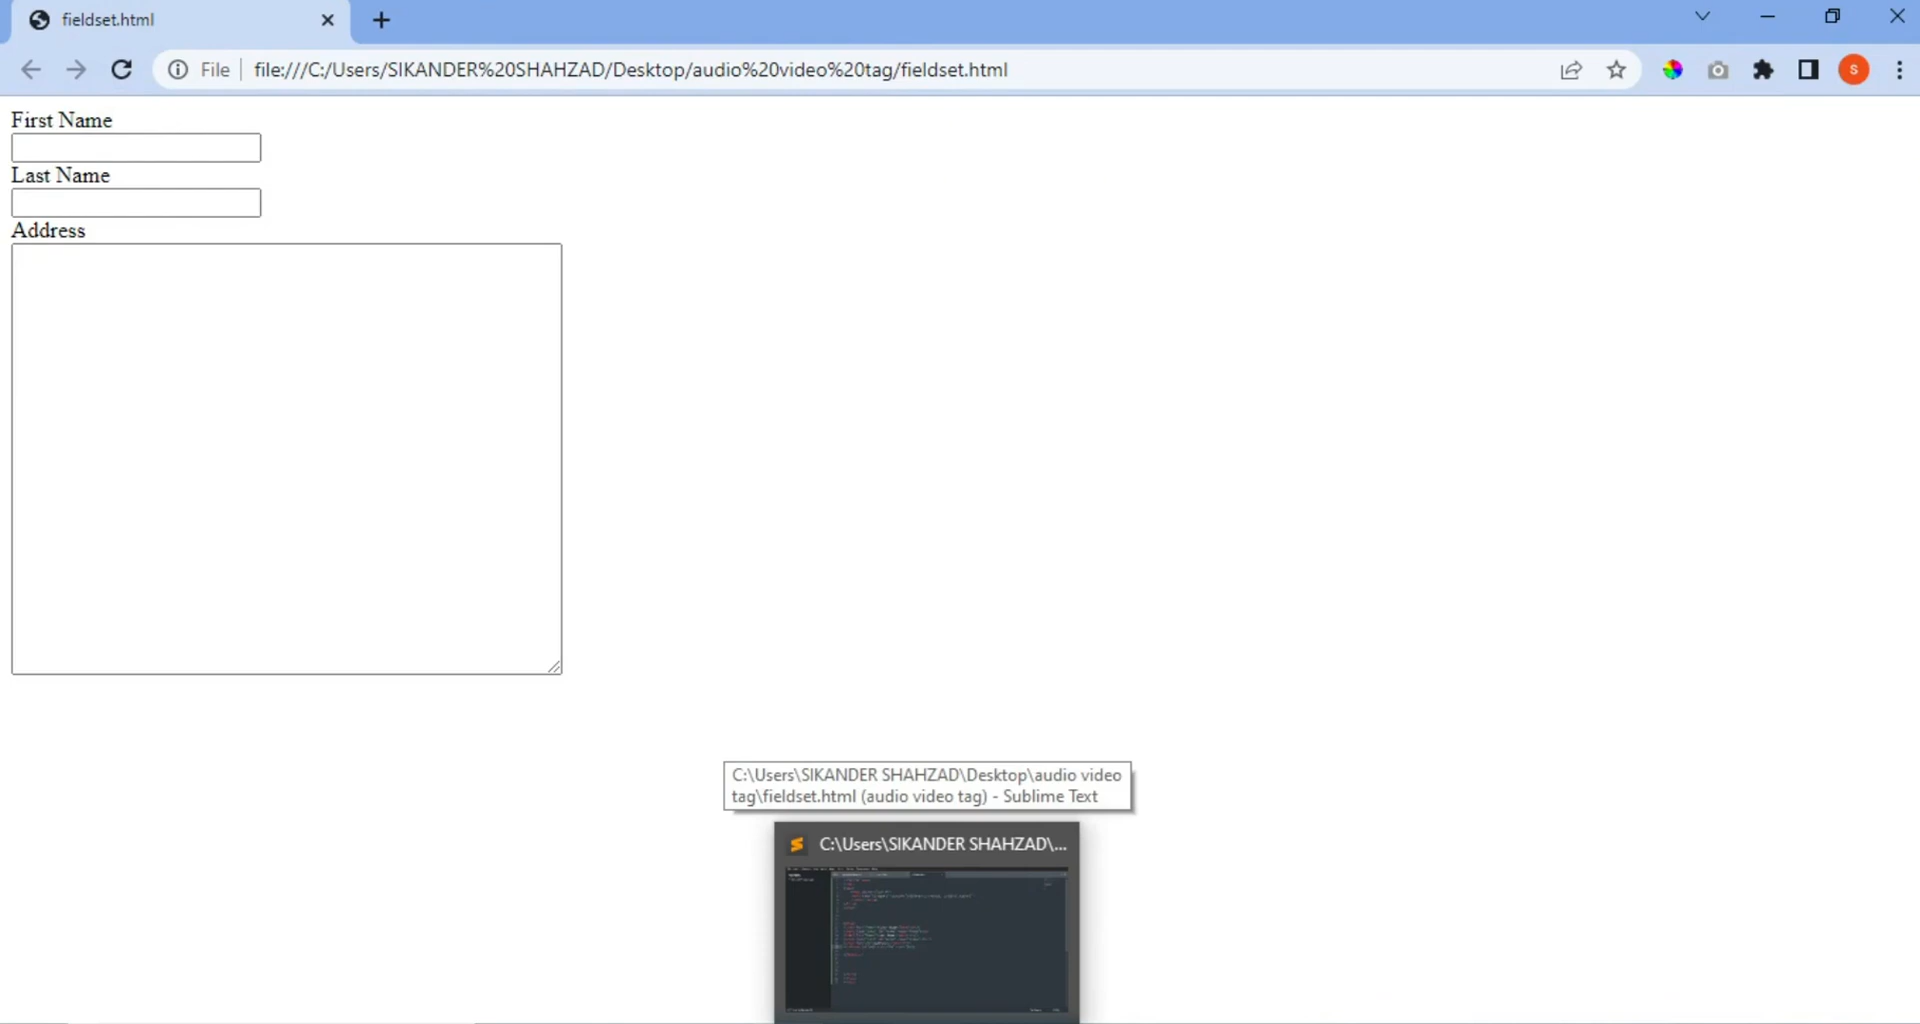 fieldset.html
File
file:///C:/Users/SIKANDER%20SHAHZAD/Desktop/audio%20video%20tag/fieldset.html
S
First Name
Last Name
Address
C:\Users\SIKANDER SHAHZAD\Desktop\audio video
tag\fieldset.html (audio video tag) - Sublime Text
C:\Users\SIKANDER SHAHZAD\...